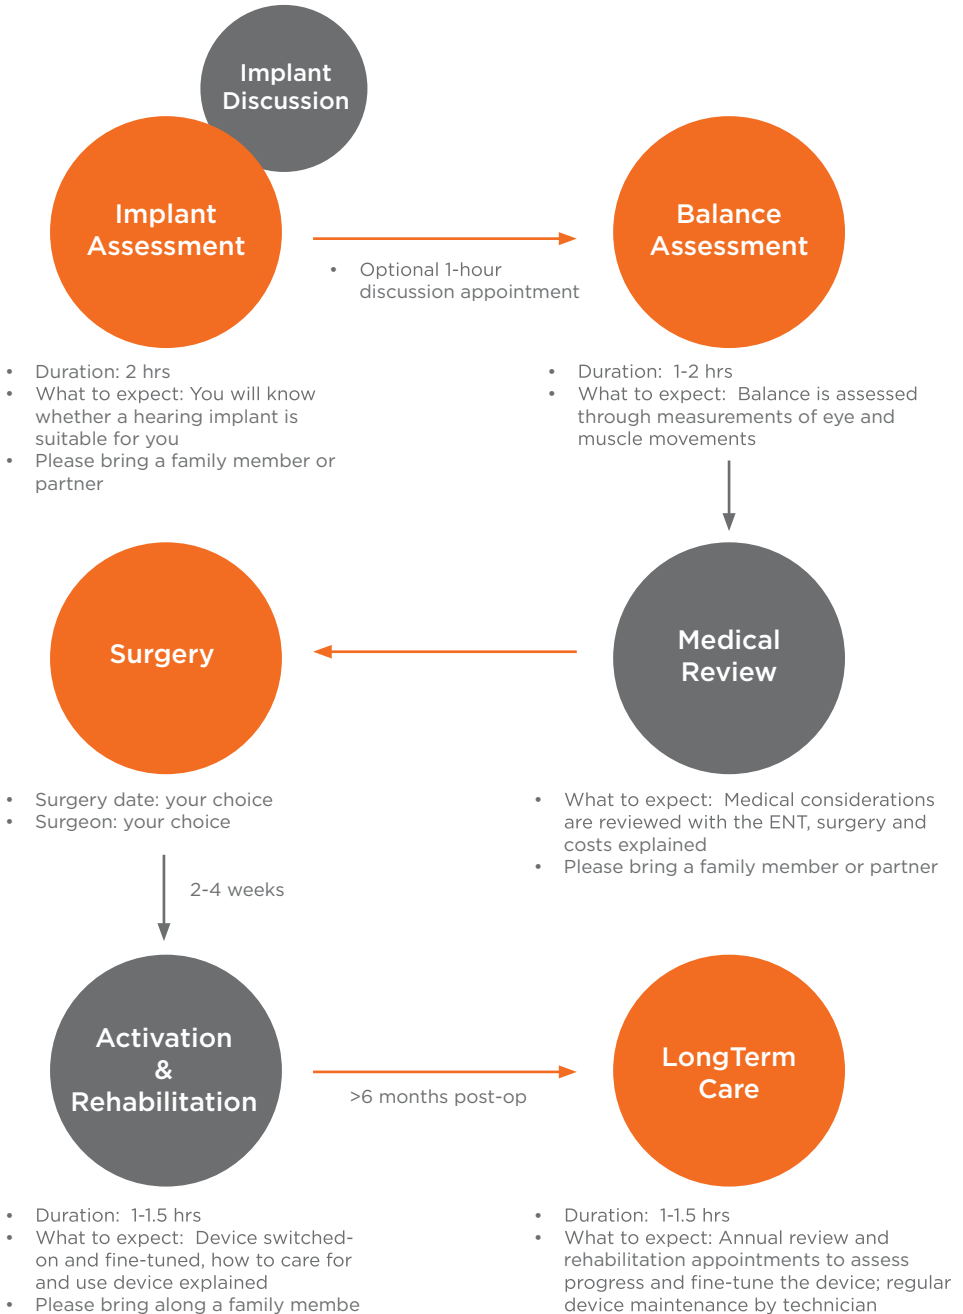 Implant
Discussion
Implant
Assessment
• Optional 1-hour
discussion appointment
Balance
Assessment
• Duration: 2 hrs
• What to expect: You will know
whether a hearing implant is
suitable for you
• Please bring a family member or
partner
• Duration: 1-2 hrs
• What to expect: Balance is assessed
through measurements of eye and
muscle movements
Surgery
Medical
Review
• Surgery date: your choice
• Surgeon: your choice
2-4 weeks
• What to expect: Medical considerations
are reviewed with the ENT, surgery and
costs explained
• Please bring a family member or partner
Activation
&
Rehabilitation
>6 months post-op
LongTerm
Care
• Duration: 1-1.5 hrs
• What to expect: Device switched-
on and fine-tuned, how to care for
and use device explained
• Please bring along a family membe
• Duration: 1-1.5 hrs
• What to expect: Annual review and
rehabilitation appointments to assess
progress and fine-tune the device; regular
device maintenance by technician